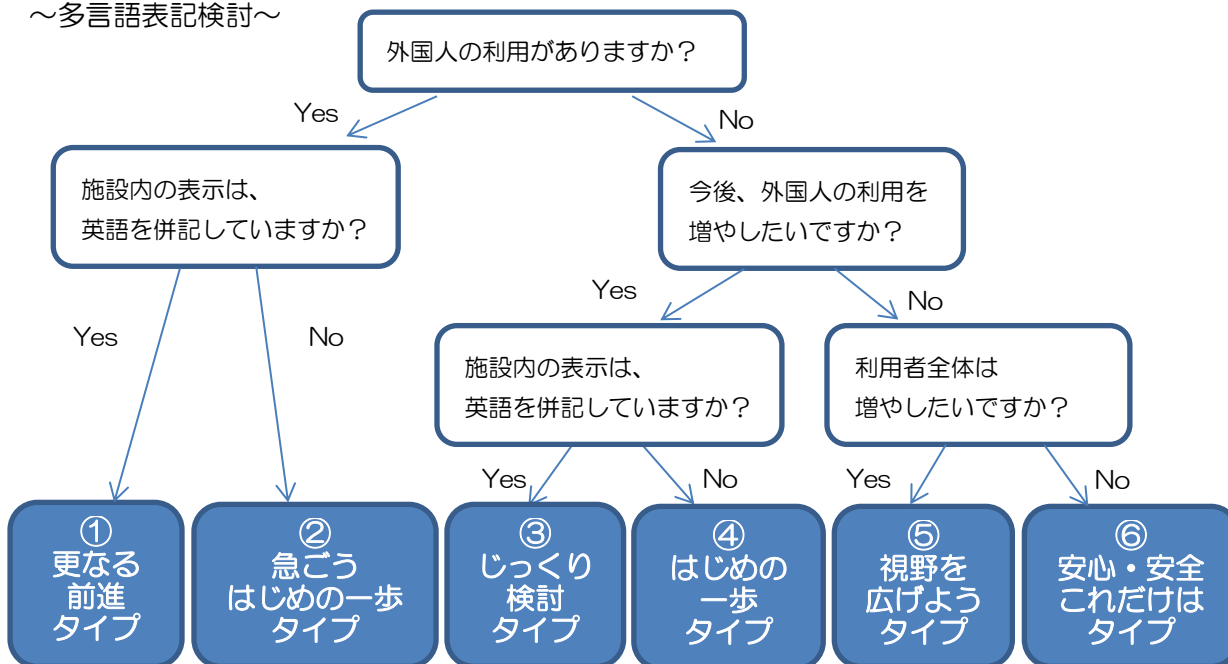 ～多言語表記検討～
外国人の利用がありますか？
Yes
No
施設内の表示は、
英語を併記していますか？
今後、外国人の利用を
増やしたいですか？
Yes
No
Yes
No
施設内の表示は、
英語を併記していますか？
利用者全体は
増やしたいですか？
Yes
No
Yes
No
①
更なる
前進
タイプ
②
急ごう
はじめの一歩
タイプ
③
じっくり
検討
タイプ
④
はじめの
一歩
タイプ
⑤
視野を
広げよう
タイプ
⑥
安心・安全
これだけは
タイプ